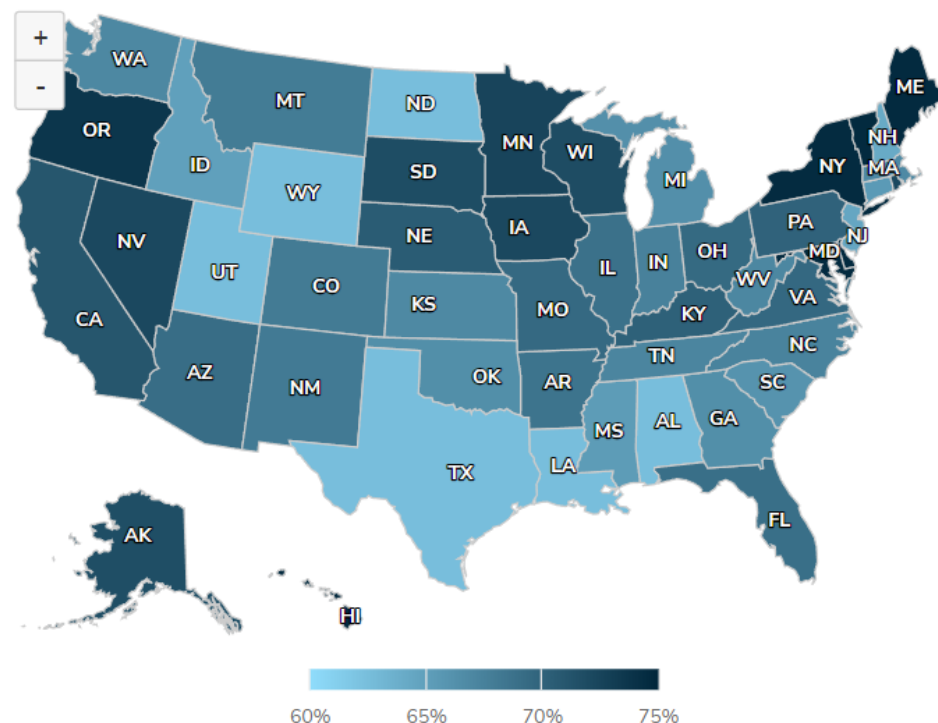 +
-
WA
MT
ND
MN
ME
OR
ID
WY
SD
WI
MI
NY
NH
MA
NV
UT
NE
IA
PA
NJ
CA
CO
KS
IL
IN
OH
MD
WV
VA
MO
KY
AZ
NM
OK
AR
TN
NC
SC
TX
LA
MS
AL
GA
FL
AK
HI
60%
65%
70%
75%